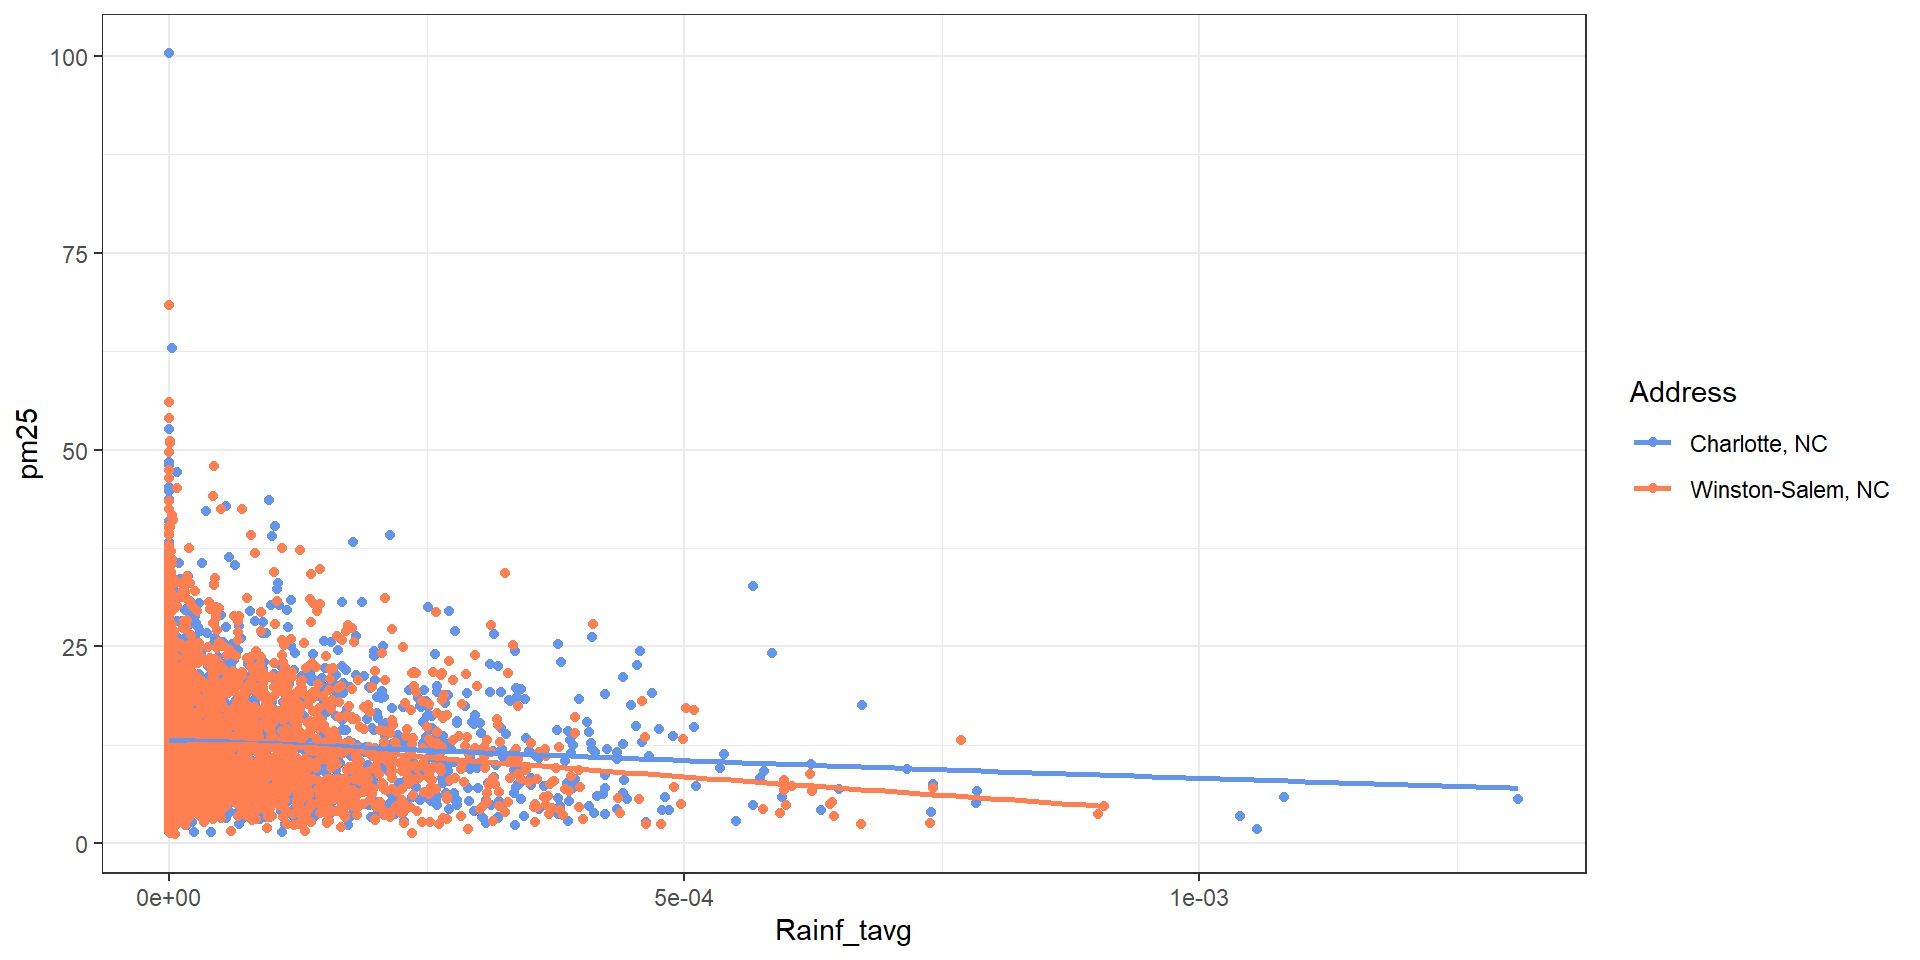 100
75
50
25
0
pm25
0e+00
5e-04
1e-03
Rainf_tavg
Address
Charlotte, NC
Winston-Salem, NC